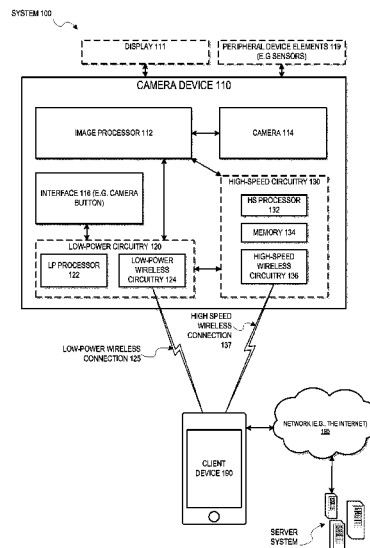 SYSTEM 100
DISPLAY 111
PERIPHERAL DEVICE ELEMENTS 119
(E.G SENSORS)
CAMERA DEVICE 110
IMAGE PROCESSOR 112
CAMERA 114
INTERFACE 116 (E.G. CAMERA
BUTTON)
HIGH-SPEED CIRCUITRY 130
HS PROCESSOR
132
MEMORY 134
HIGH-SPEED
WIRELESS
CIRCUITRY 136
LOW-POWER CIRCUITRY 120
LP PROCESSOR
122
LOW-POWER
WIRELESS
CIRCUITRY 124
HIGH SPEED
WIRELESS
CONNECTION
137
LOW-POWER WIRELESS
CONNECTION 125
CLIENT
DEVICE 190
NETWORK (E.G., THE INTERNET)
195
SERVER
SYSTEM